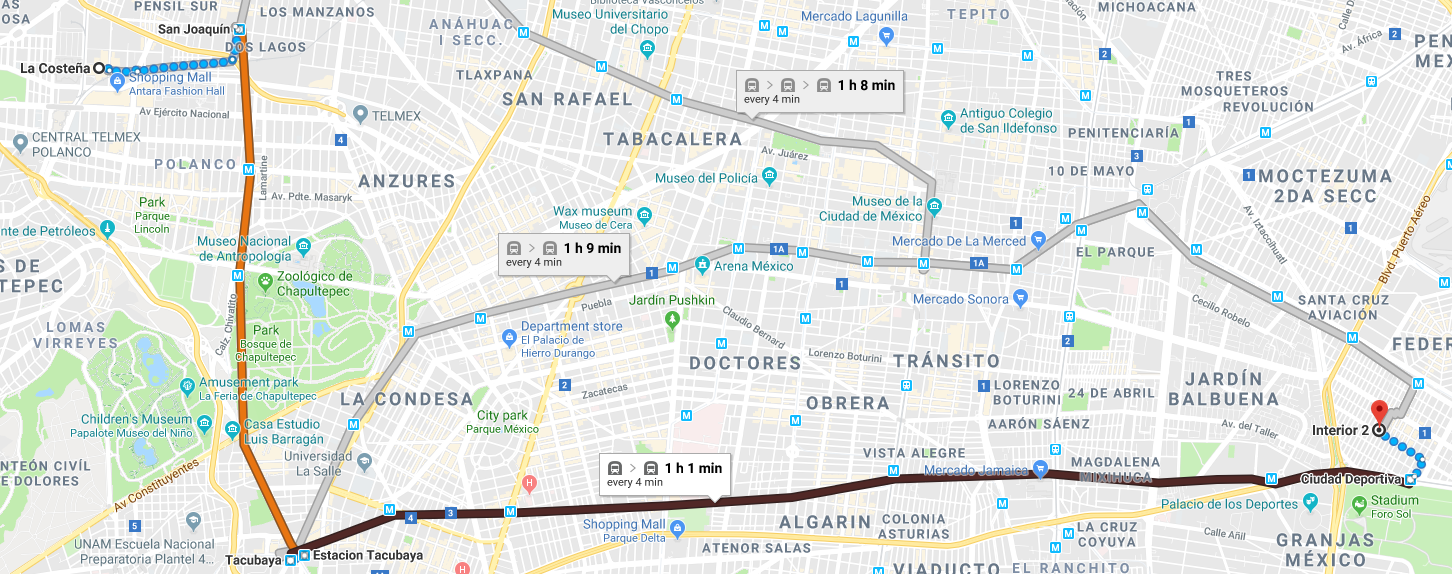 PENSIL SUR
LOS MANZANOS
San Joaquín
DOS LAGOS
La Costeña
Shopping Mall
Antara Fashion Hall
Av Ejército Nacional
CENTRAL TELMEX
POLANCO
TELMEX
POLANCO
Lamartine
ANZURES
Av. Pdte. Masaryk
Park
Parque
Lincoln
nte de Petróleos
Museo Nacional
de Antropología
Zoológico de
Chapultepec
S DE
TEPEC
LOMAS
VIRREYES
Calz. Chivatito
Park
Bosque de
Chapultepec
Amusement park
La Feria de Chapultepec
Children's Museum
Papalote Museo del Niño
Casa Estudio
Luis Barragán
NTEÓN CIVIL
E DOLORES
Av Constituyentes
Universidad
La Salle
UNAM Escuela Nacional
Preparatoria Plantel 4...
Tacubaya
Estacion Tacubaya
ANÁHUAC
I SECC.
Museo Universitario
del Chopo
TLAXPANA
SAN RAFAEL
TABACALERA
Av. Juárez
Museo del Policía
Wax museum
Museo de Cera
1 h 8 min
every 4 min
1 h 9 min
every 4 min
1 h 1 min
every 4 min
Arena México
Puebla
Jardín Pushkin
Claudio Bernard
Department store
El Palacio de
Hierro Durango
DOCTORES
Lorenzo Boturini
Zacatecas
LA CONDESA
City park
Parque México
OBRERA
Shopping Mall
Parque Delta
ALGARIN
ATENOR SALAS
COLONIA
ASTURIAS
VIADUCTO
EL RANCHITO
Mercado Lagunilla
TEPITO
MICHOACANA
Av. África
TRES
MOSQUETEROS
REVOLUCIÓN
Antiguo Colegio
de San Ildefonso
PENITENCIARÍA
10 DE MAYO
MOCTEZUMA
2DA SECC
Av. Iztaccíhuatl
Blvd. Puerto Aéreo
Museo de la
Ciudad de México
Mercado De La Merced
EL PARQUE
Mercado Sonora
Cecilio Robelo
SANTA CRUZ
AVIACIÓN
FEDER
TRÁNSITO
LORENZO
BOTURINI
24 DE ABRIL
JARDÍN
BALBUENA
AARÓN SÁENZ
Av. del Taller
Interior 2
VISTA ALEGRE
Mercado Jamaica
MAGDALENA
MIXIHUCA
Ciudad Deportiva
Palacio de los Deportes
Stadium
Foro Sol
LA CRUZ
COYUYA
Calle Añil
GRANJAS
MÉXICO